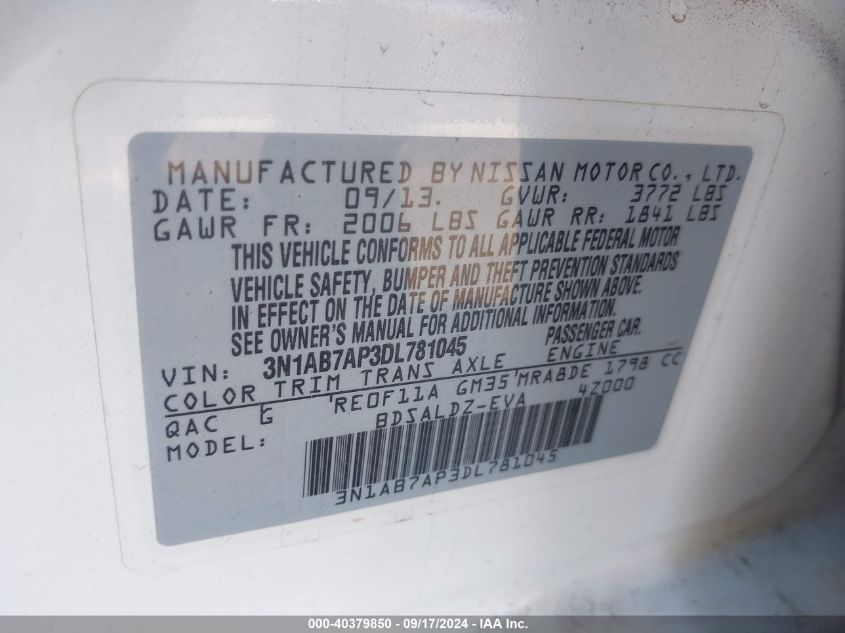 MANUFACTURED BY NISSAN MOTOR CO., LTD.
DATE: 09/13. GVWR: 3772 LBS
GAWR FR: 2006 LBS GAWR RR: 1841 LBS
THIS VEHICLE CONFORMS TO ALL APPLICABLE FEDERAL MOTOR
VEHICLE SAFETY, BUMPER AND THEFT PREVENTION STANDARDS
IN EFFECT ON THE DATE OF MANUFACTURE SHOWN ABOVE.
SEE OWNER'S MANUAL FOR ADDITIONAL INFORMATION.
VIN: 3N1AB7AP3DL781045 PASSENGER CAR.
COLOR TRIM TRANS AXLE ENGINE
QAC G RE0F11A GM35 MRA8DE 1798 CC
MODEL: BDSALDZ-EVA 4Z000
3N1AB7AP3DL781045
000-40379850 - 09/17/2024 - IAA Inc.